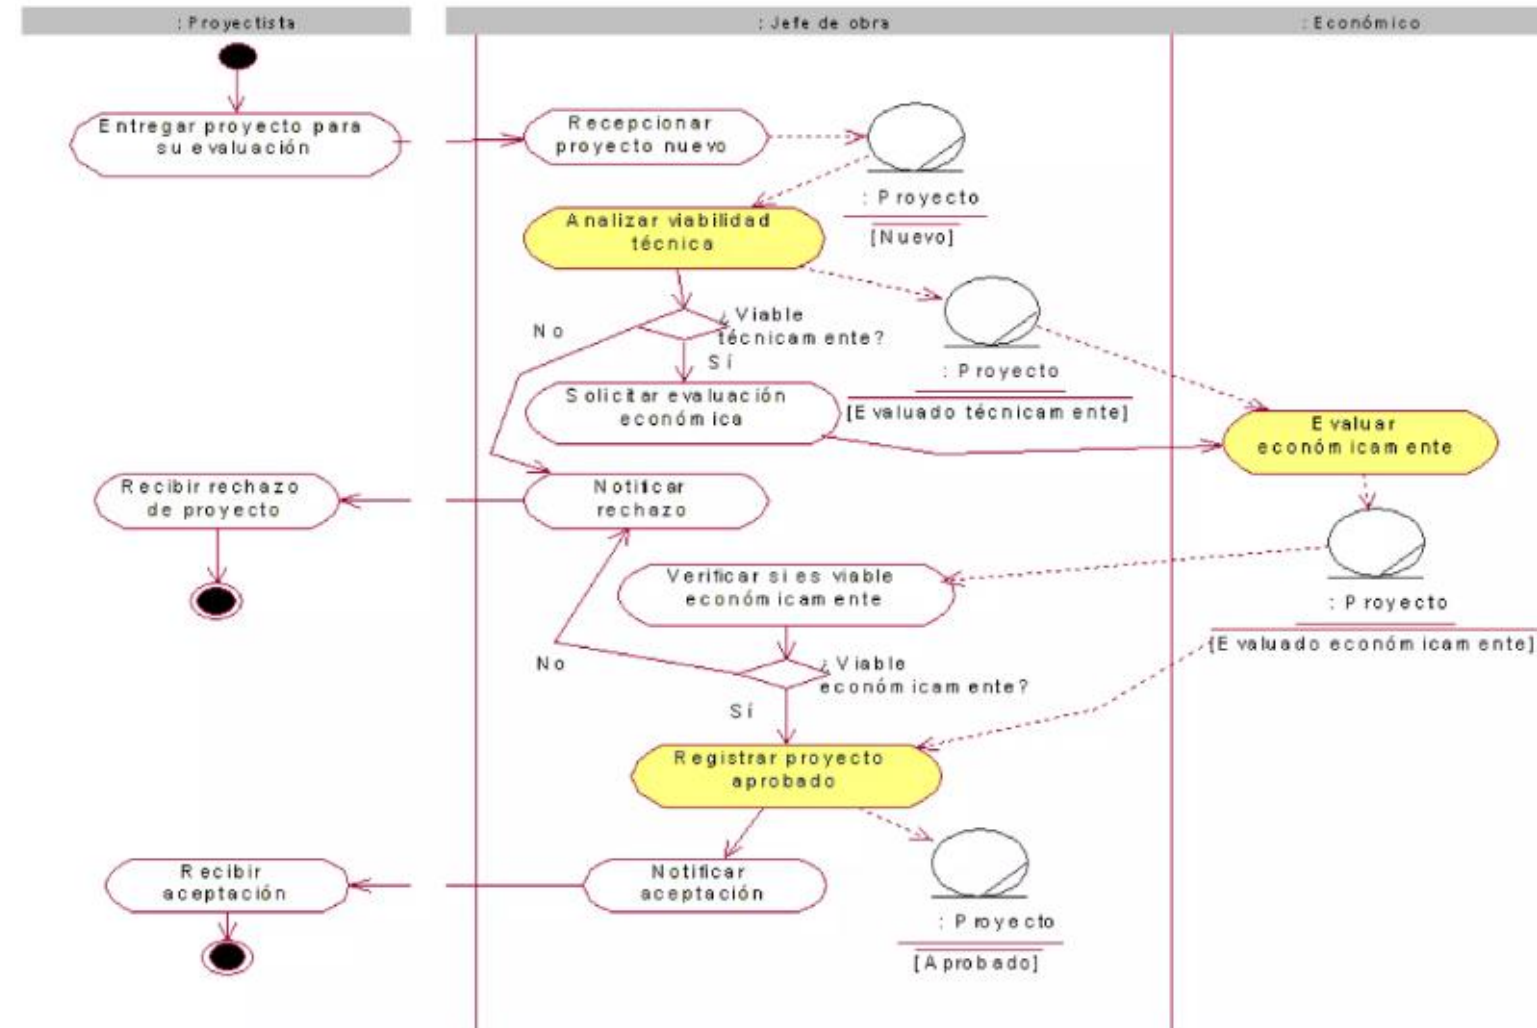 : Proyectista
: Jefe de obra
: Económico
Entregar proyecto para
su evaluación
Recepcionar
proyecto nuevo
: Proyecto
[Nuevo]
Analizar viabilidad
técnica
¿Viable
técnicamente?
No
Sí
: Proyecto
[Evaluado técnicamente]
Solicitar evaluación
económica
Evaluar
económicamente
Recibir rechazo
de proyecto
Notificar
rechazo
Verificar si es viable
económicamente
: Proyecto
[Evaluado económicamente]
No
¿Viable
económicamente?
Sí
Registrar proyecto
aprobado
Recibir
aceptación
Notificar
aceptación
: Proyecto
[Aprobado]